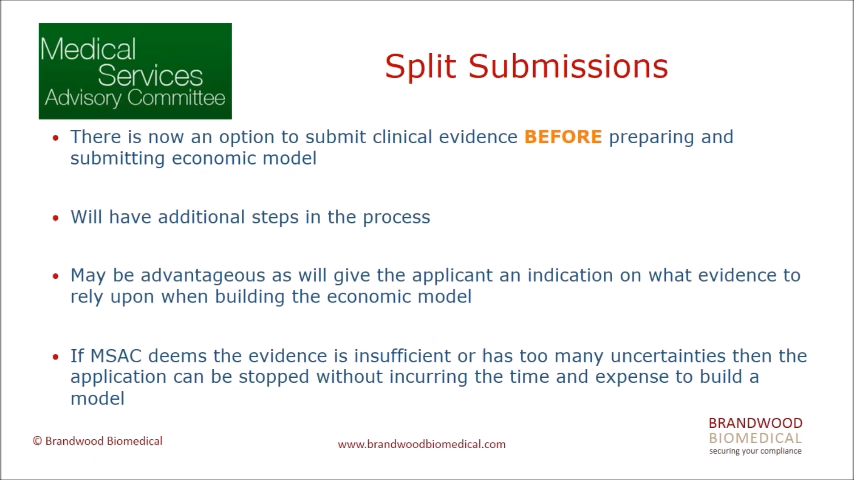 Medical
Services
Advisory Committee
Split Submissions
• There is now an option to submit clinical evidence BEFORE preparing and
submitting economic model
• Will have additional steps in the process
• May be advantageous as will give the applicant an indication on what evidence to
rely upon when building the economic model
• If MSAC deems the evidence is insufficient or has too many uncertainties then the
application can be stopped without incurring the time and expense to build a
model
© Brandwood Biomedical
www.brandwoodbiomedical.com
BRANDWOOD
BIOMEDICAL
securing your compliance